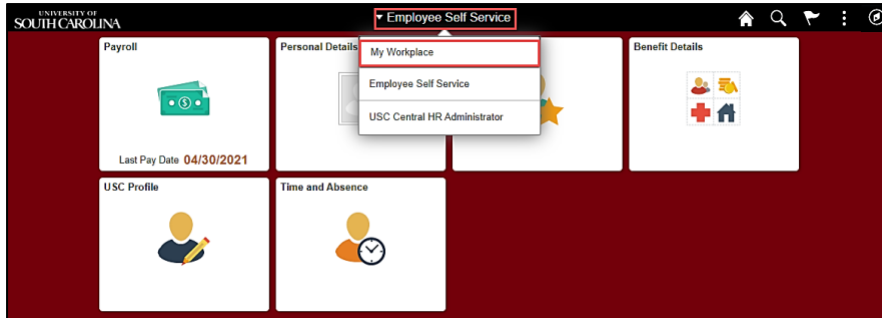 UNIVERSITY OF
SOUTH CAROLINA
Employee Self Service
Payroll
Last Pay Date 04/30/2021
Personal Details
My Workplace
Employee Self Service
USC Central HR Administrator
Benefit Details
USC Profile
Time and Absence